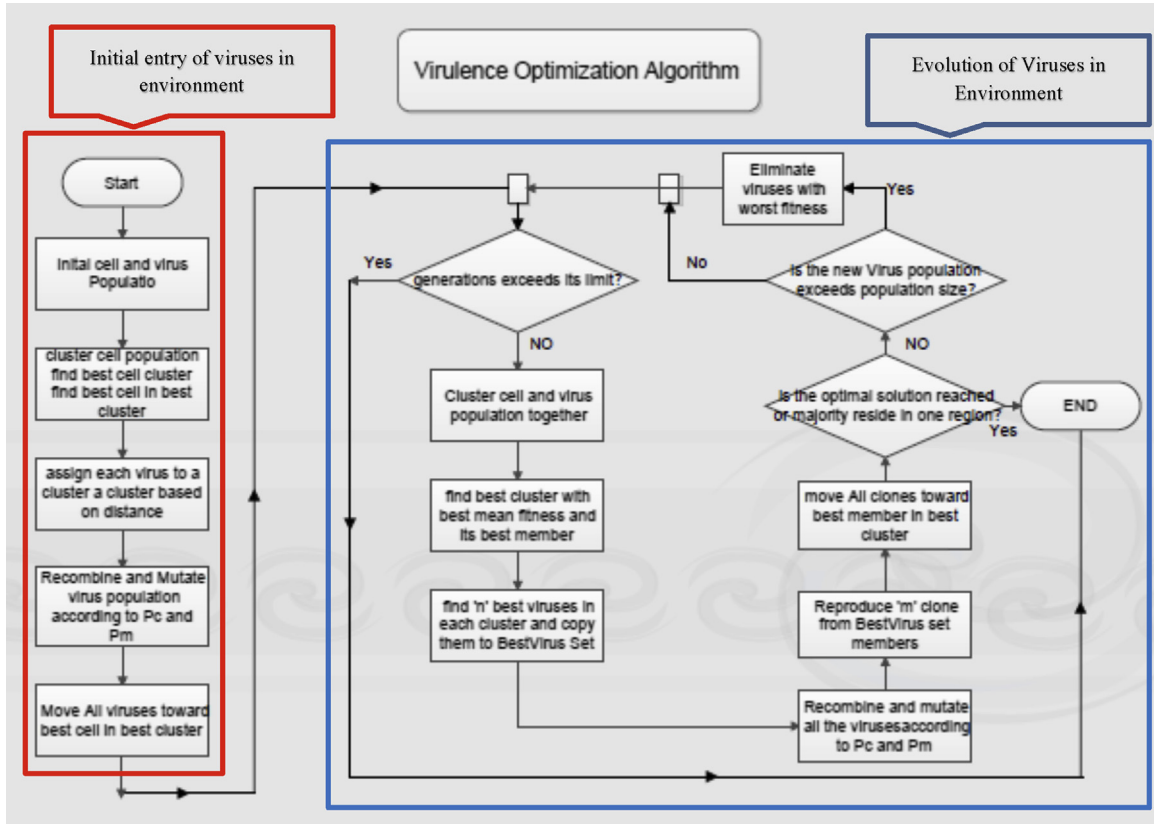 Initial entry of viruses in
environment
Virulence Optimization Algorithm
Evolution of Viruses in
Environment
Start
Inital cell and virus
Populatio
cluster cell population
find best cell cluster
find best cell in best
cluster
assign each virus to a
cluster a cluster based
on distance
Recombine and Mutate
virus population
according to Pc and
Pm
Move All viruses toward
best cell in best cluster
generations exceeds its limit?
Yes
NO
Cluster cell and virus
population together
find best cluster with
best mean fitness and
its best member
find 'n' best viruses in
each cluster and copy
them to BestVirus Set
Recombine and mutate
all the virusesaccording
to Pc and Pm
Reproduce 'm' clone
from BestVirus set
members
move All clones toward
best member in best
cluster
is the optimal solution reached
or majority reside in one region?
Yes
END
NO
is the new Virus population
exceeds population size?
No
Yes
Eliminate
viruses with
worst fitness